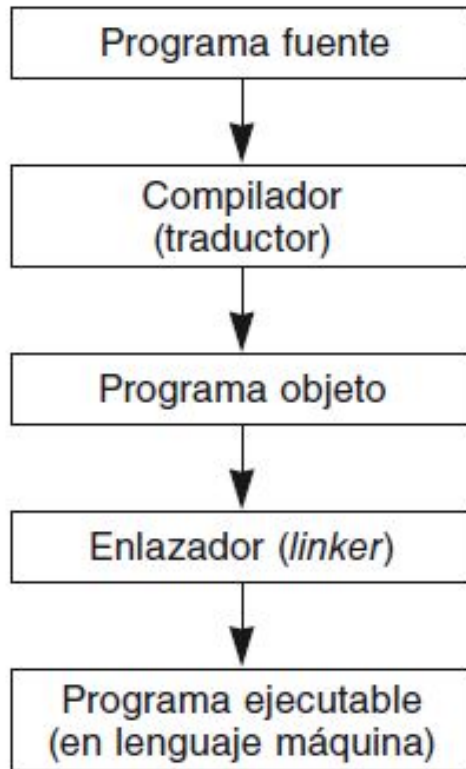 Programa fuente
Compilador
(traductor)
Programa objeto
Enlazador (linker)
Programa ejecutable
(en lenguaje máquina)